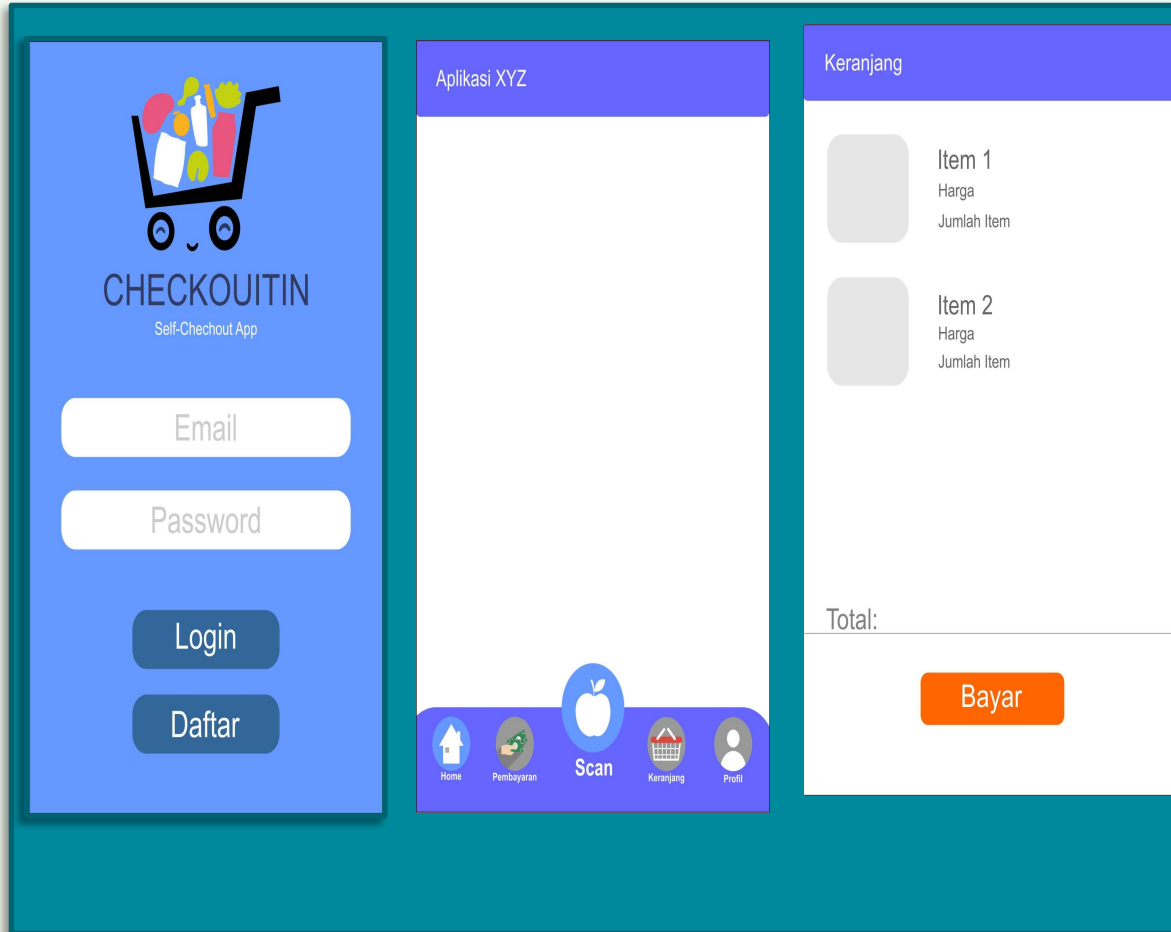 CHECKOUITIN
Self-Chechout App
Email
Password
Login
Daftar
Aplikasi XYZ
Home
Pembayaran
Scan
Keranjang
Profil
Keranjang
Item 1
Harga
Jumlah Item
Item 2
Harga
Jumlah Item
Total:
Bayar